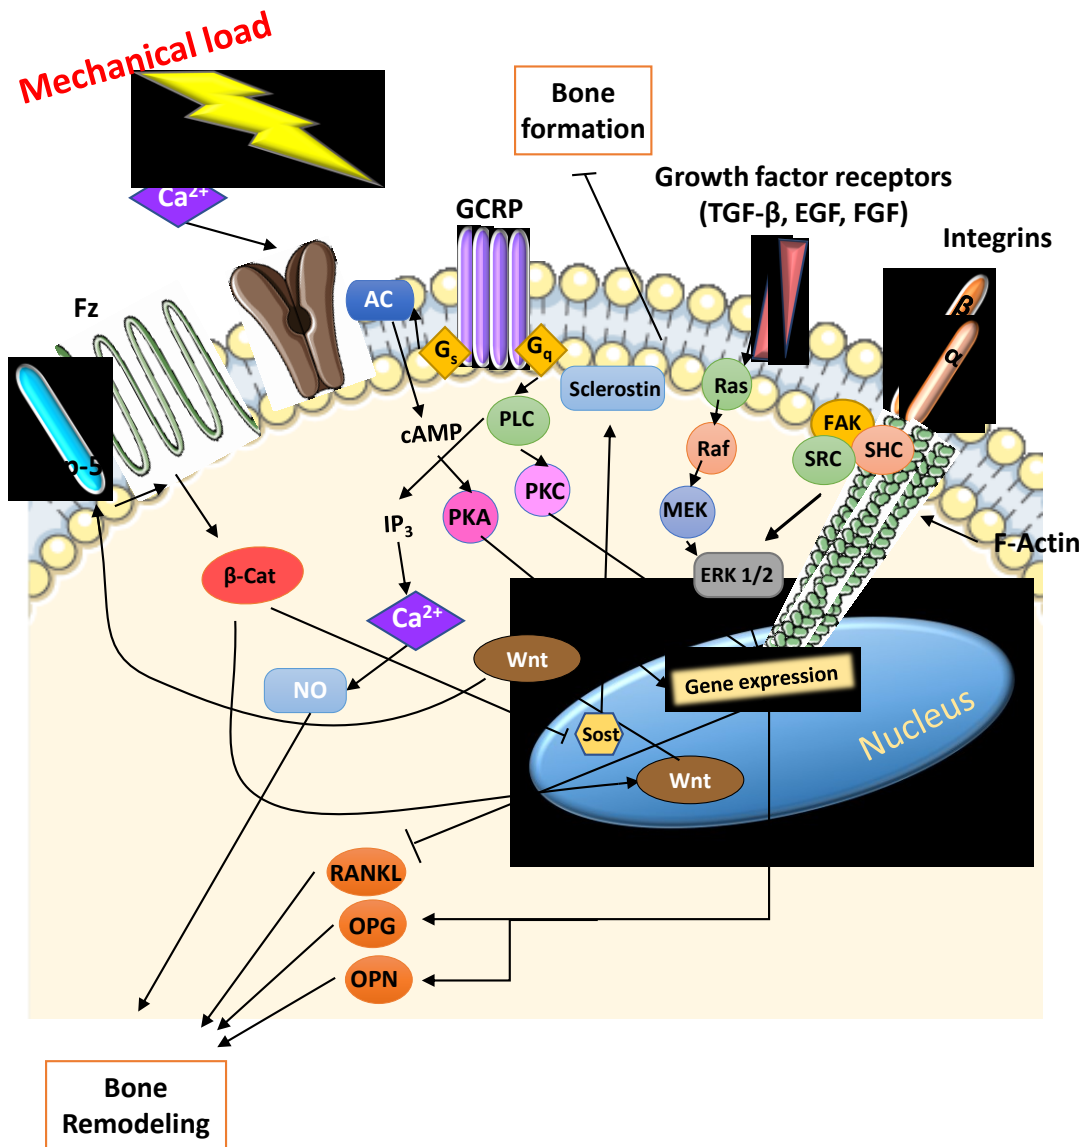 Mechanical load
Bone
formation
Ca²⁺
Growth factor receptors
(TGF-β, EGF, FGF)
GCRP
Integrins
Fz
AC
β
α
Gs
Gq
Sclerostin
Ras
PLC
cAMP
FAK
Raf
SRC
SHC
p-5
PKC
PKA
MEK
IP₃
F-Actin
ERK 1/2
β-Cat
Ca²⁺
Wnt
NO
Gene expression
Nucleus
Sost
Wnt
RANKL
OPG
OPN
Bone
Remodeling